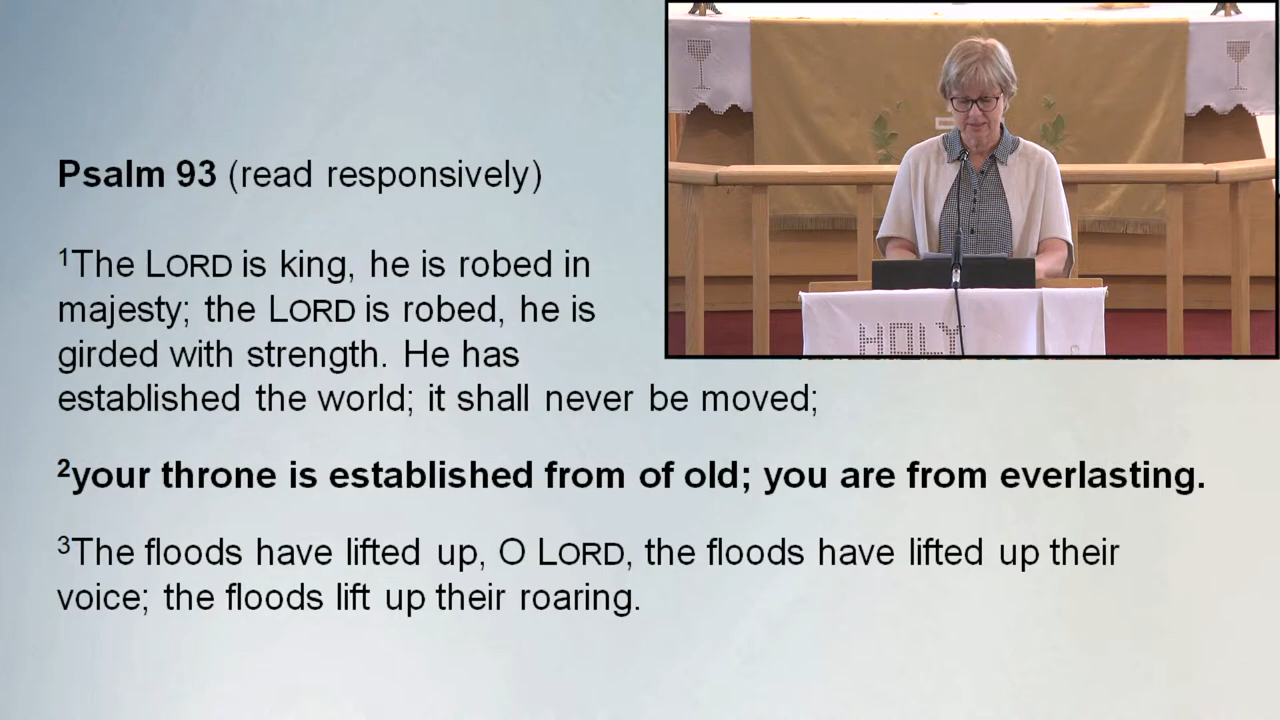 Psalm 93 (read responsively)
¹The LORD is king, he is robed in
majesty; the LORD is robed, he is
girded with strength. He has
established the world; it shall never be moved;
²your throne is established from of old; you are from everlasting.
³The floods have lifted up, O LORD, the floods have lifted up their
voice; the floods lift up their roaring.
HOLY